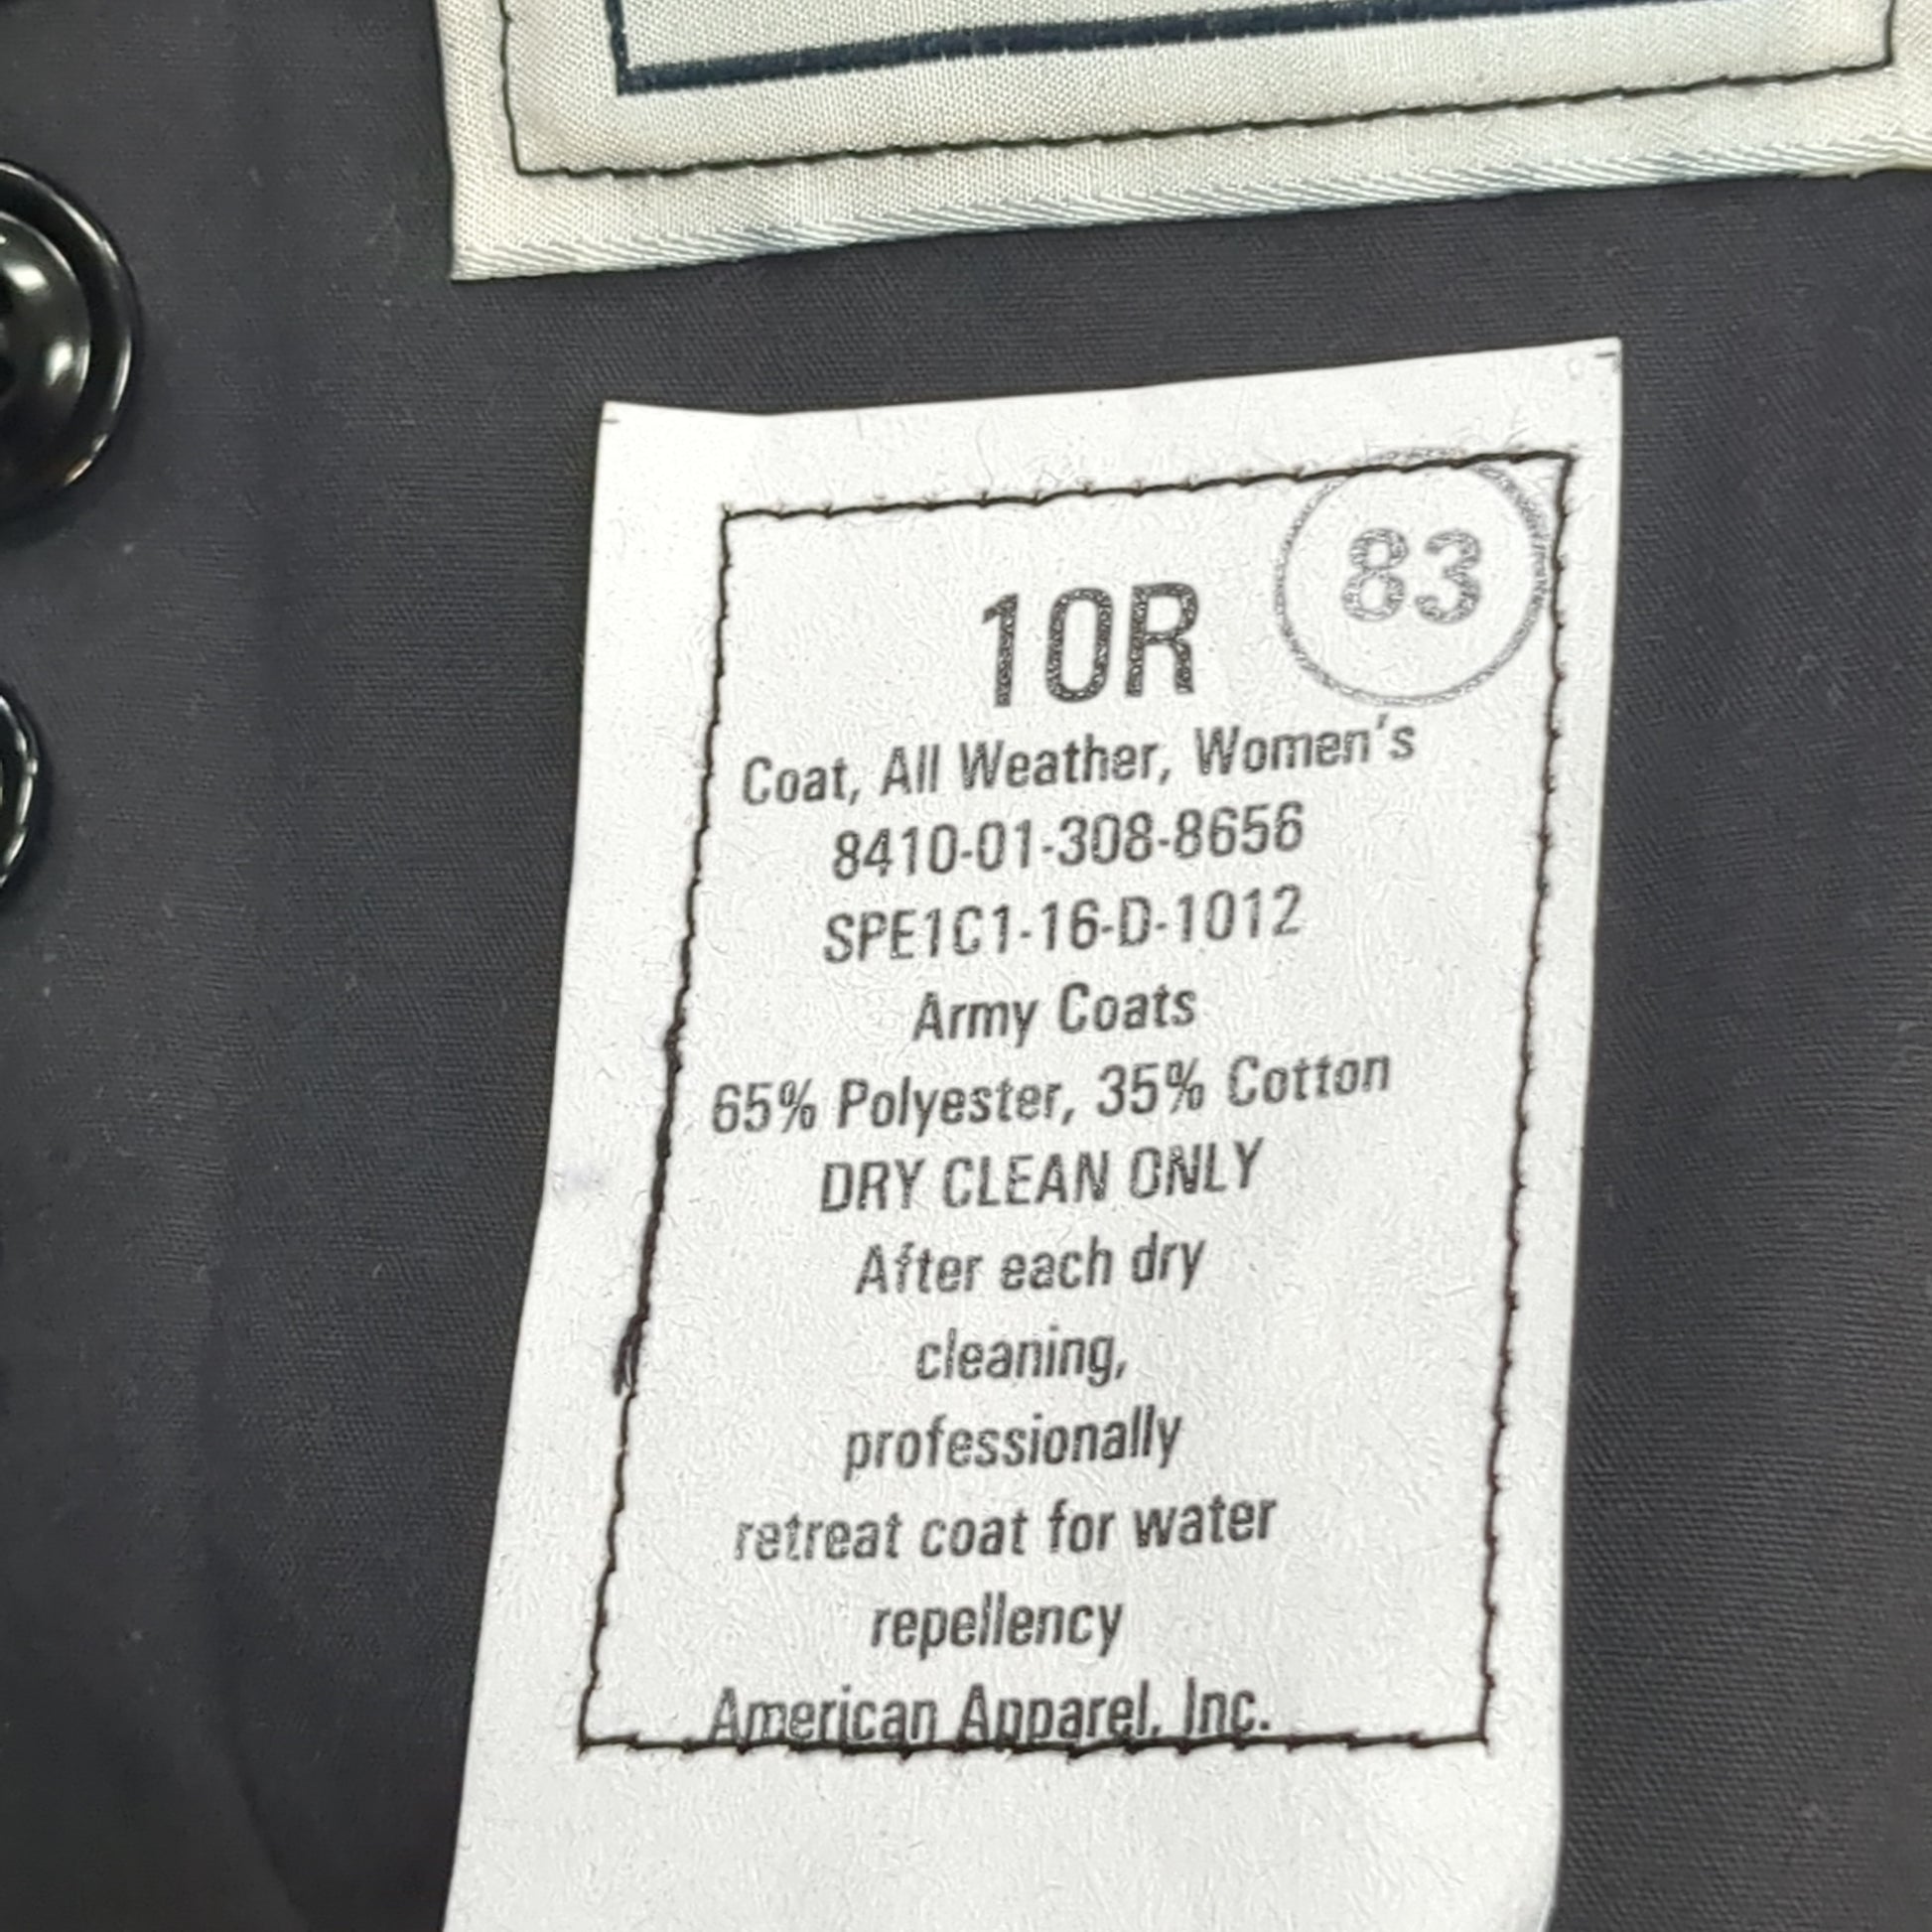 83
10R
Coat, All Weather, Women's
8410-01-308-8656
SPE1C1-16-D-1012
Army Coats
65% Polyester, 35% Cotton
DRY CLEAN ONLY
After each dry
cleaning,
professionally
retreat coat for water
repellency
American Apparel, Inc.